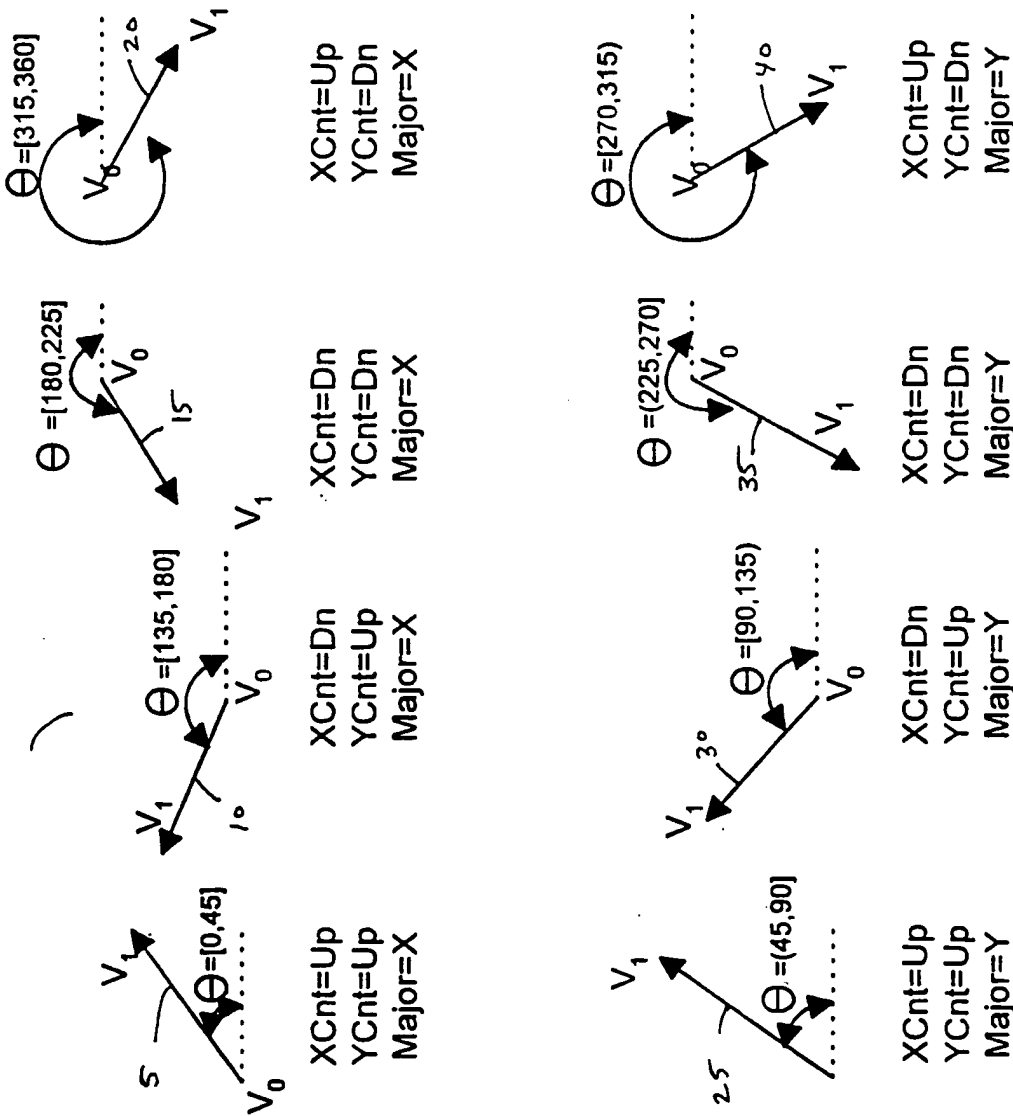 V₁
5
Θ=[0,45]
V₀
XCnt=Up
YCnt=Up
Major=X
V₁
10
Θ=[135,180]
V₀
XCnt=Dn
YCnt=Up
Major=X
Θ=[180,225]
V₀
15
V₁
XCnt=Dn
YCnt=Dn
Major=X
Θ=[315,360]
V₀
20
V₁
XCnt=Up
YCnt=Dn
Major=X
V₁
25
Θ=(45,90]
XCnt=Up
YCnt=Up
Major=Y
V₁
30
Θ=[90,135)
V₀
XCnt=Dn
YCnt=Up
Major=Y
Θ=(225,270]
V₀
35
V₁
XCnt=Dn
YCnt=Dn
Major=Y
Θ=[270,315)
V₀
40
V₁
XCnt=Up
YCnt=Dn
Major=Y